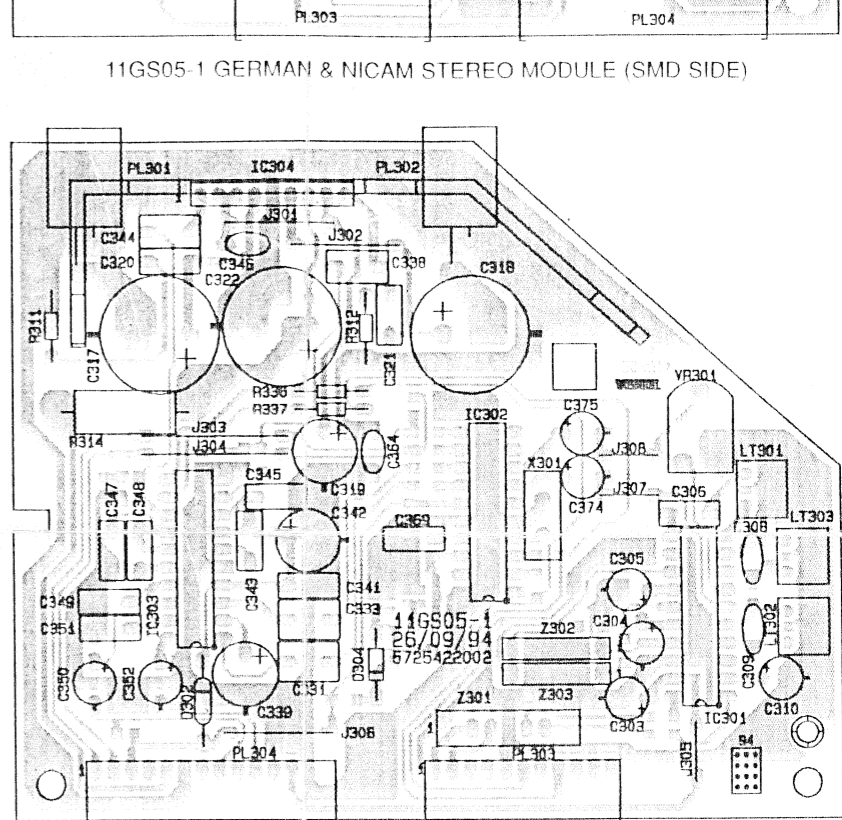 PL303
PL304
11GS05-1 GERMAN & NICAM STEREO MODULE (SMD SIDE)
PL301
IC304
PL302
J301
J302
C344
C320
C346
C322
C338
C318
R311
C317
R312
C321
VR301
R336
R337
IC302
C375
R314
J303
J304
C364
J308
X301
LT301
C345
C319
J307
C306
C347
C348
C342
C374
C369
LT303
C343
C305
C341
C349
C333
11GS05-1
C304
LT302
C351
IC303
26/09/94
Z302
5725422002
C350
C352
D302
C331
D304
Z303
C309
C339
Z301
C303
IC301
C310
J306
PL304
PL303
J305
94
1
1